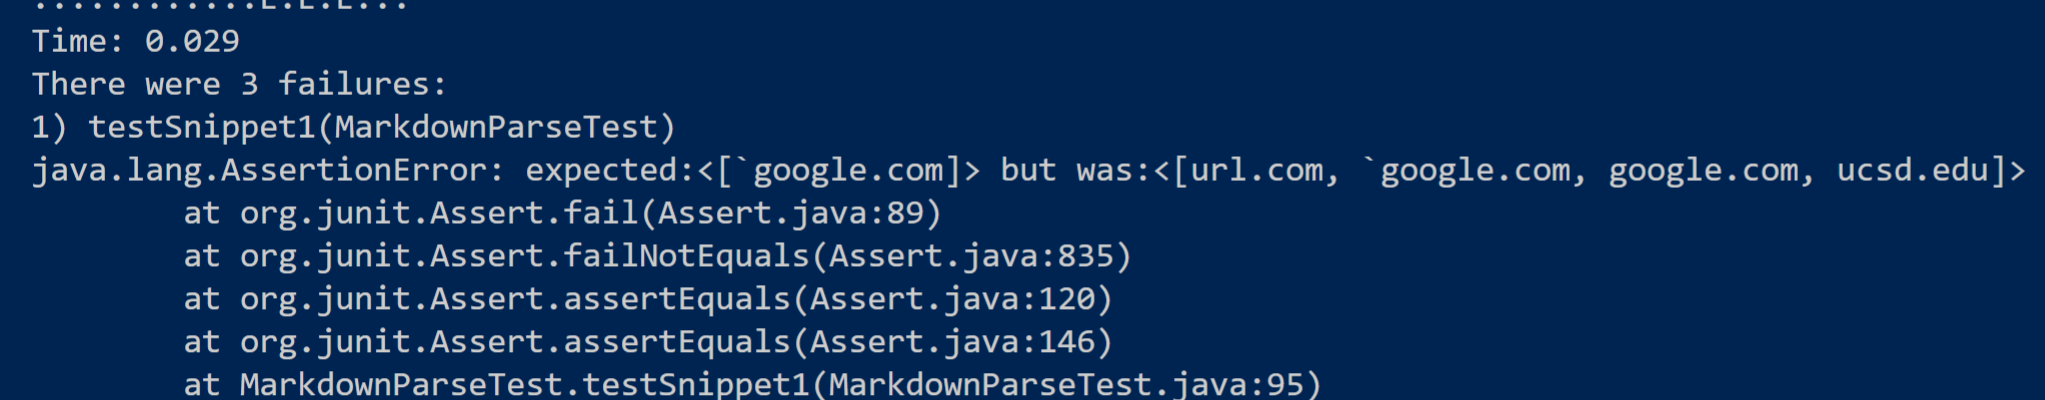 ............E.E.E...
Time: 0.029
There were 3 failures:
1) testSnippet1(MarkdownParseTest)
java.lang.AssertionError: expected:<[`google.com]> but was:<[url.com, `google.com, google.com, ucsd.edu]>
        at org.junit.Assert.fail(Assert.java:89)
        at org.junit.Assert.failNotEquals(Assert.java:835)
        at org.junit.Assert.assertEquals(Assert.java:120)
        at org.junit.Assert.assertEquals(Assert.java:146)
        at MarkdownParseTest.testSnippet1(MarkdownParseTest.java:95)